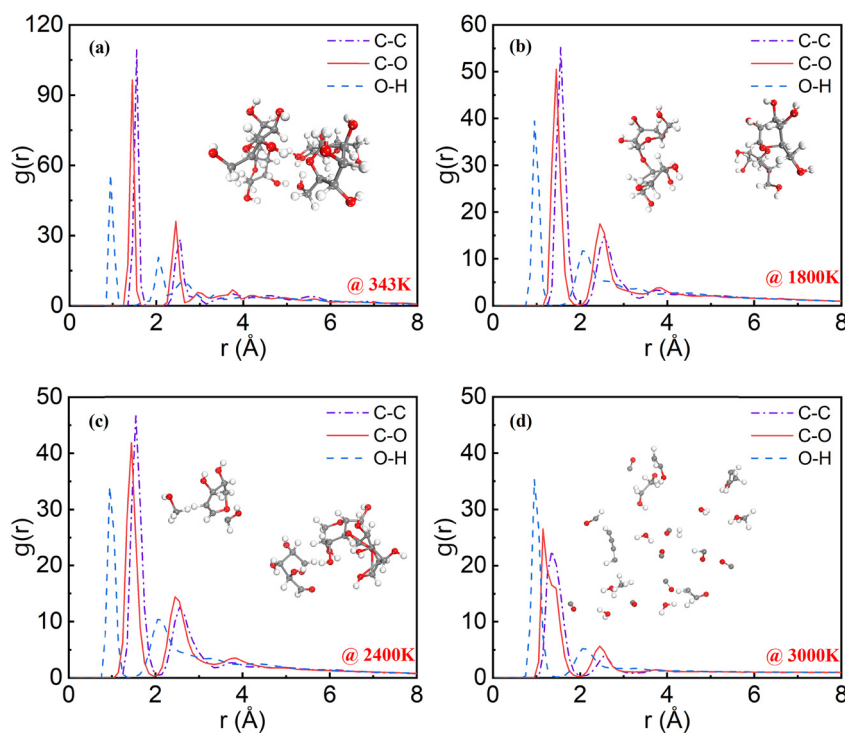 (a)
C-C
C-O
O-H
120
90
60
30
0
g(r)
@ 343K
0 2 4 6 8
r (Å)
(b)
C-C
C-O
O-H
60
50
40
30
20
10
0
g(r)
@ 1800K
0 2 4 6 8
r (Å)
(c)
C-C
C-O
O-H
50
40
30
20
10
0
g(r)
@ 2400K
0 2 4 6 8
r (Å)
(d)
C-C
C-O
O-H
50
40
30
20
10
0
g(r)
@ 3000K
0 2 4 6 8
r (Å)